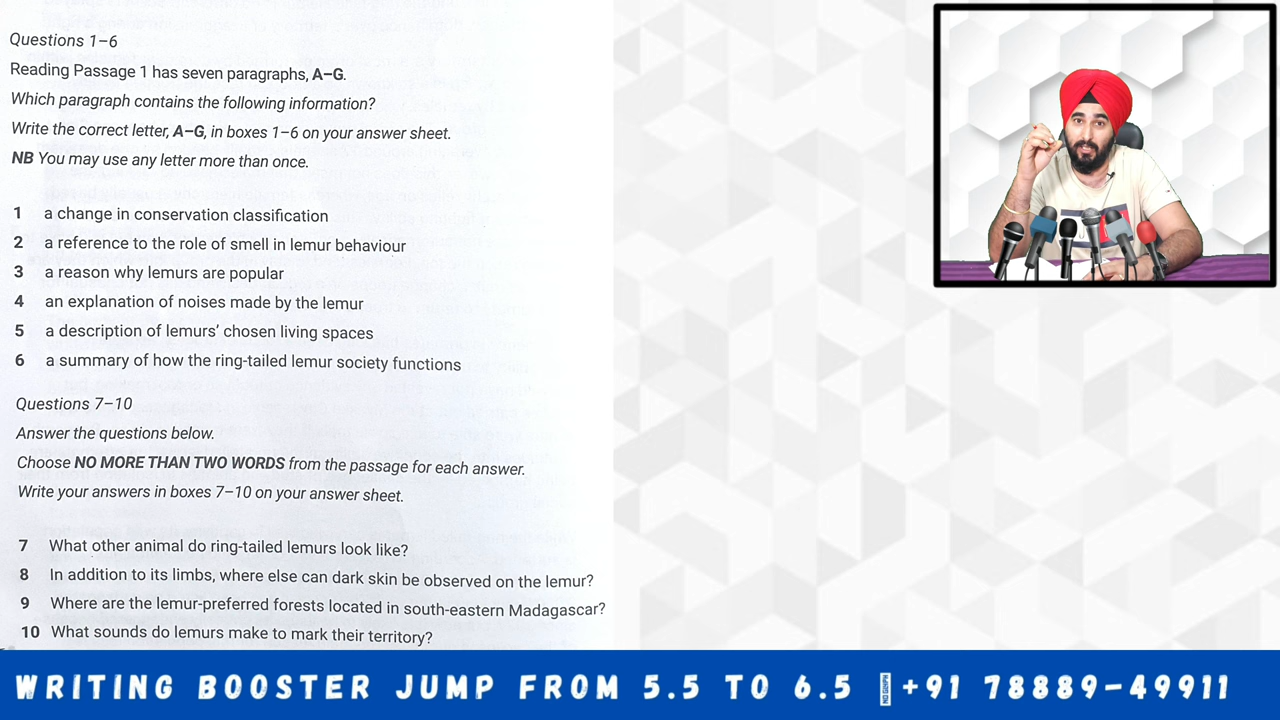 Questions 1–6
Reading Passage 1 has seven paragraphs, A–G.
Which paragraph contains the following information?
Write the correct letter, A–G, in boxes 1–6 on your answer sheet.
NB You may use any letter more than once.
1 a change in conservation classification
2 a reference to the role of smell in lemur behaviour
3 a reason why lemurs are popular
4 an explanation of noises made by the lemur
5 a description of lemurs’ chosen living spaces
6 a summary of how the ring-tailed lemur society functions
Questions 7–10
Answer the questions below.
Choose NO MORE THAN TWO WORDS from the passage for each answer.
Write your answers in boxes 7–10 on your answer sheet.
7 What other animal do ring-tailed lemurs look like?
8 In addition to its limbs, where else can dark skin be observed on the lemur?
9 Where are the lemur-preferred forests located in south-eastern Madagascar?
10 What sounds do lemurs make to mark their territory?
WRITING BOOSTER JUMP FROM 5.5 TO 6.5 +91 78889-49911